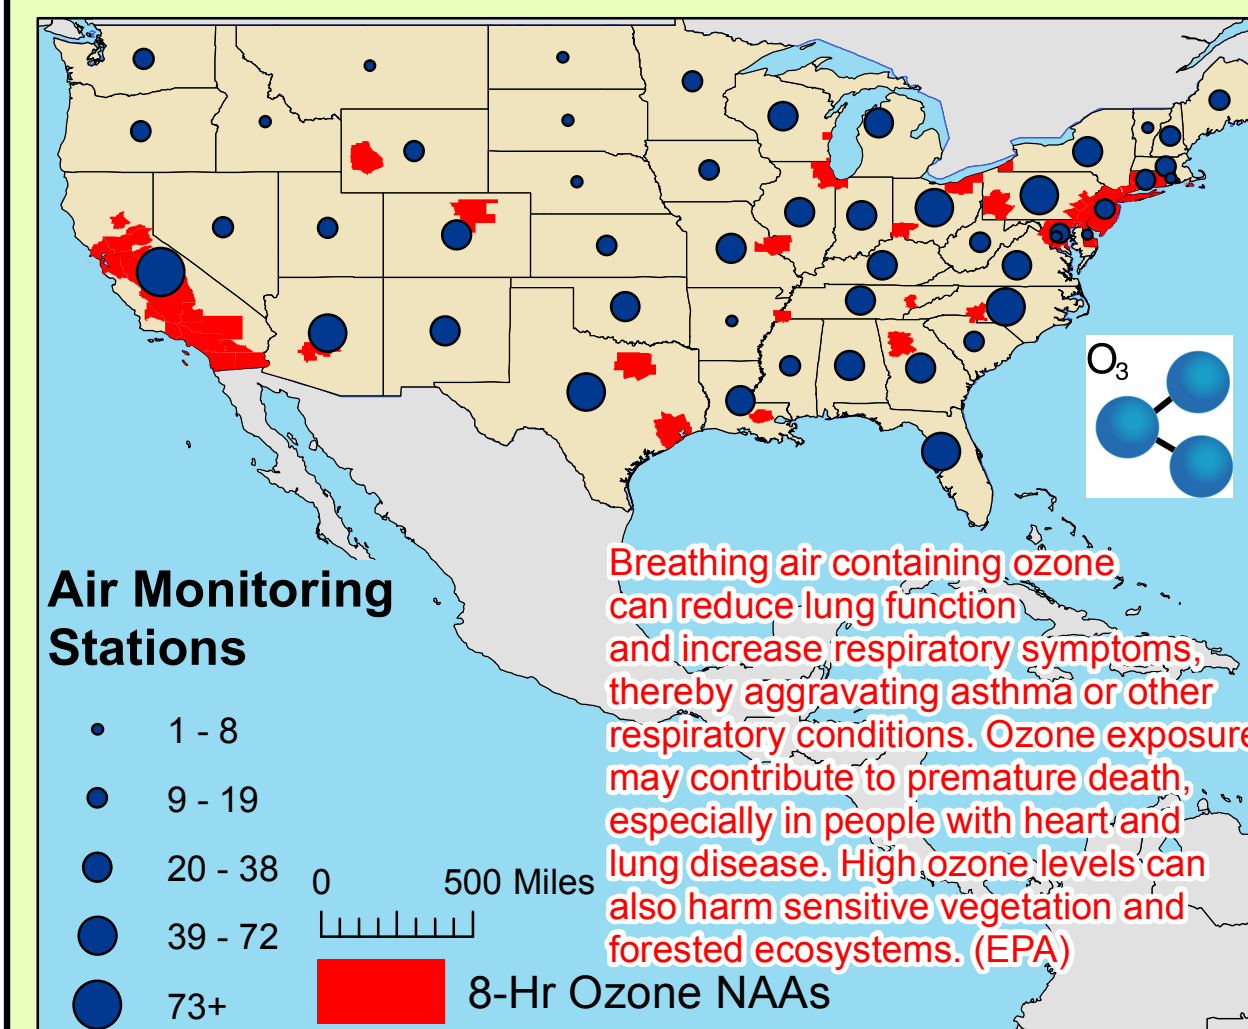 O3
Breathing air containing ozone
can reduce lung function
and increase respiratory symptoms,
thereby aggravating asthma or other
respiratory conditions. Ozone exposure
may contribute to premature death,
especially in people with heart and
lung disease. High ozone levels can
also harm sensitive vegetation and
forested ecosystems. (EPA)
Air Monitoring
Stations
1 - 8
9 - 19
20 - 38
39 - 72
73+
0 500 Miles
8-Hr Ozone NAAs